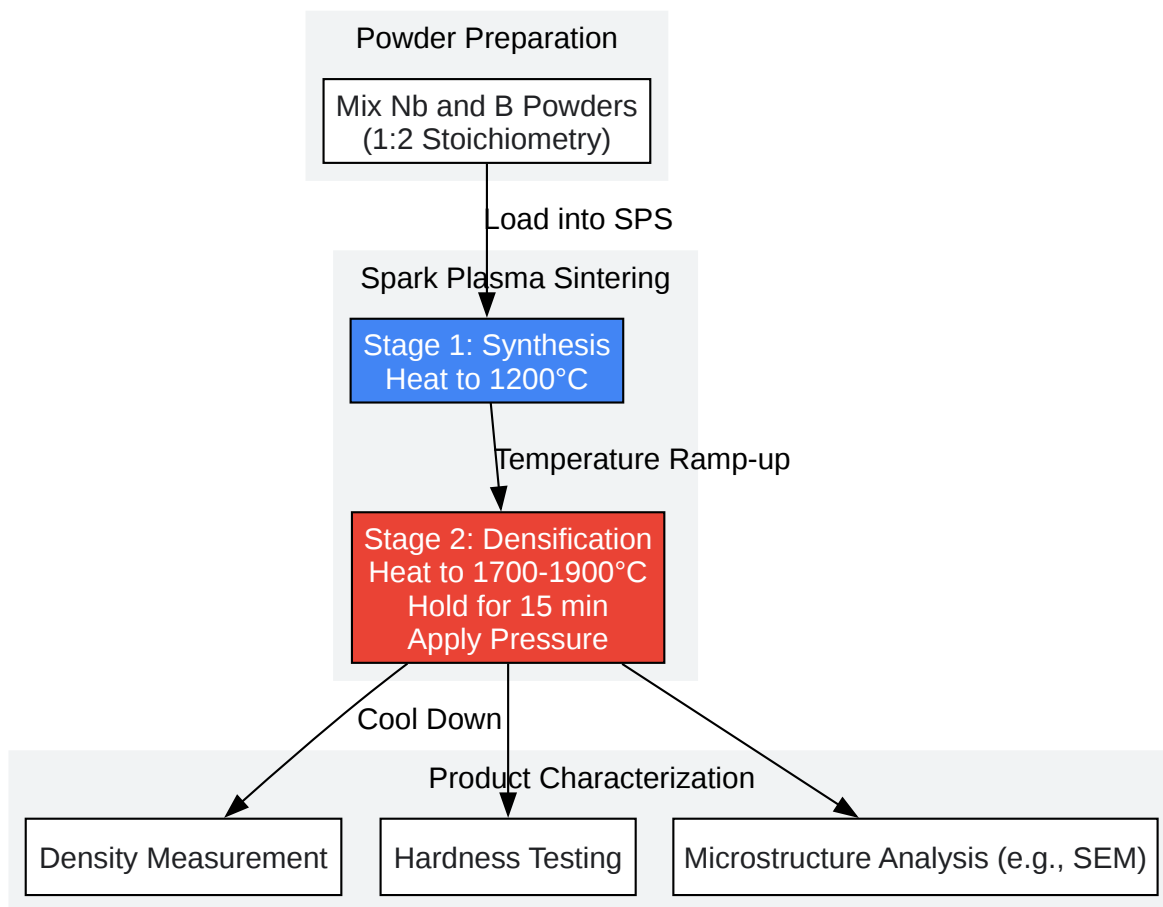 Powder Preparation
Mix Nb and B Powders
(1:2 Stoichiometry)
Load into SPS
Spark Plasma Sintering
Stage 1: Synthesis
Heat to 1200°C
Temperature Ramp-up
Stage 2: Densification
Heat to 1700-1900°C
Hold for 15 min
Apply Pressure
Cool Down
Product Characterization
Density Measurement
Hardness Testing
Microstructure Analysis (e.g., SEM)